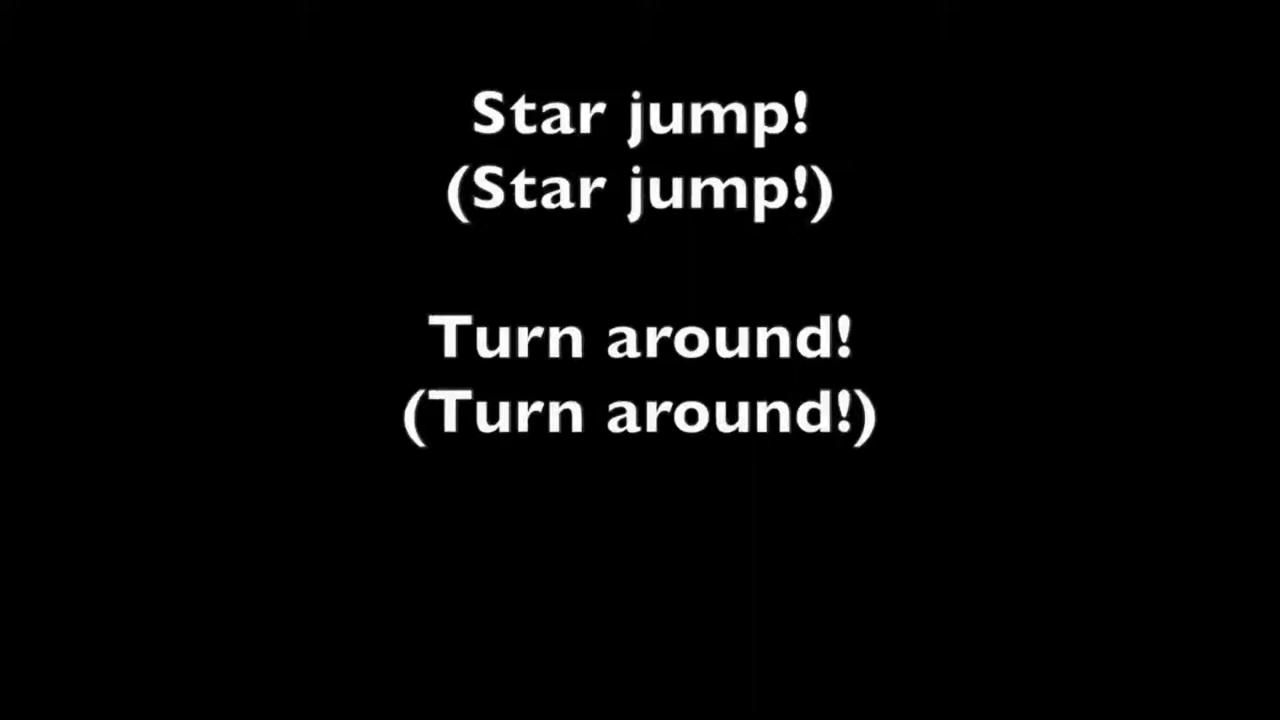 Star jump!
(Star jump!)
Turn around!
(Turn around!)